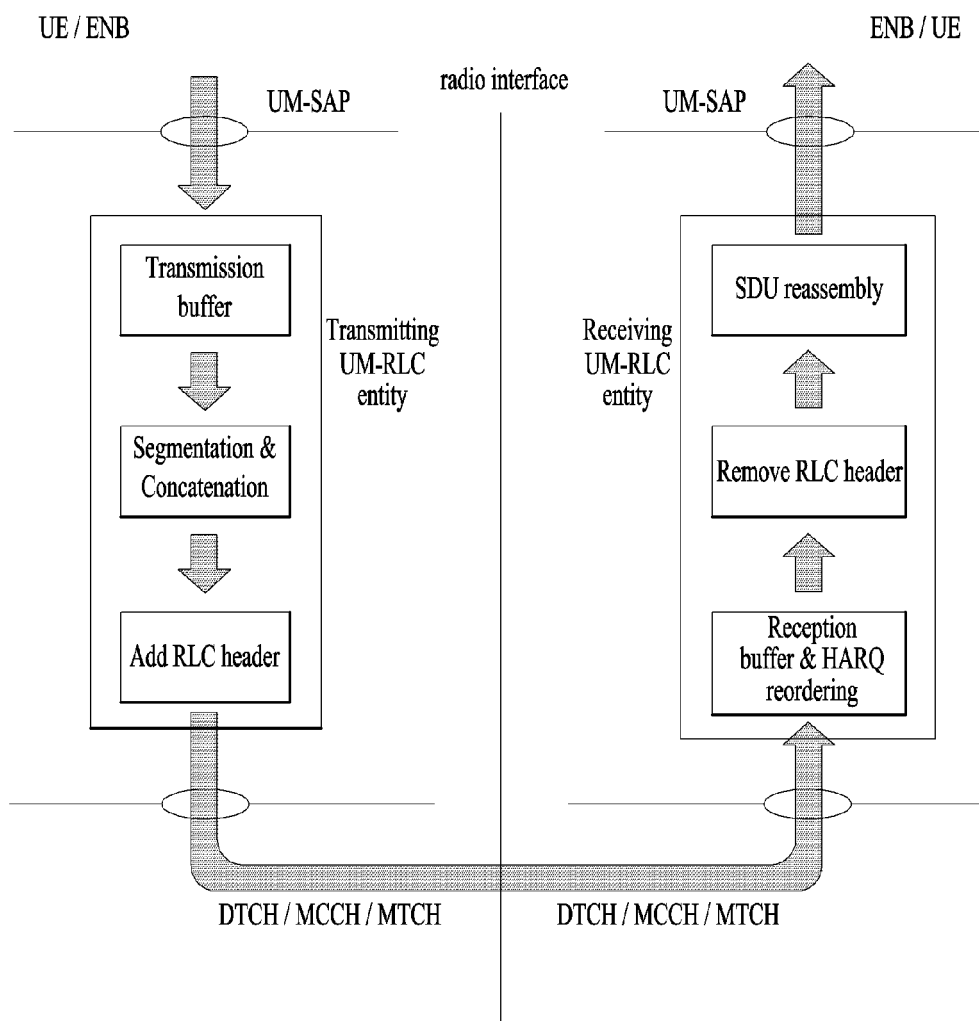 UE / ENB
ENB / UE
radio interface
UM-SAP
UM-SAP
Transmission
buffer
Transmitting
UM-RLC
entity
Segmentation &
Concatenation
Add RLC header
Receiving
UM-RLC
entity
SDU reassembly
Remove RLC header
Reception
buffer & HARQ
reordering
DTCH / MCCH / MTCH
DTCH / MCCH / MTCH